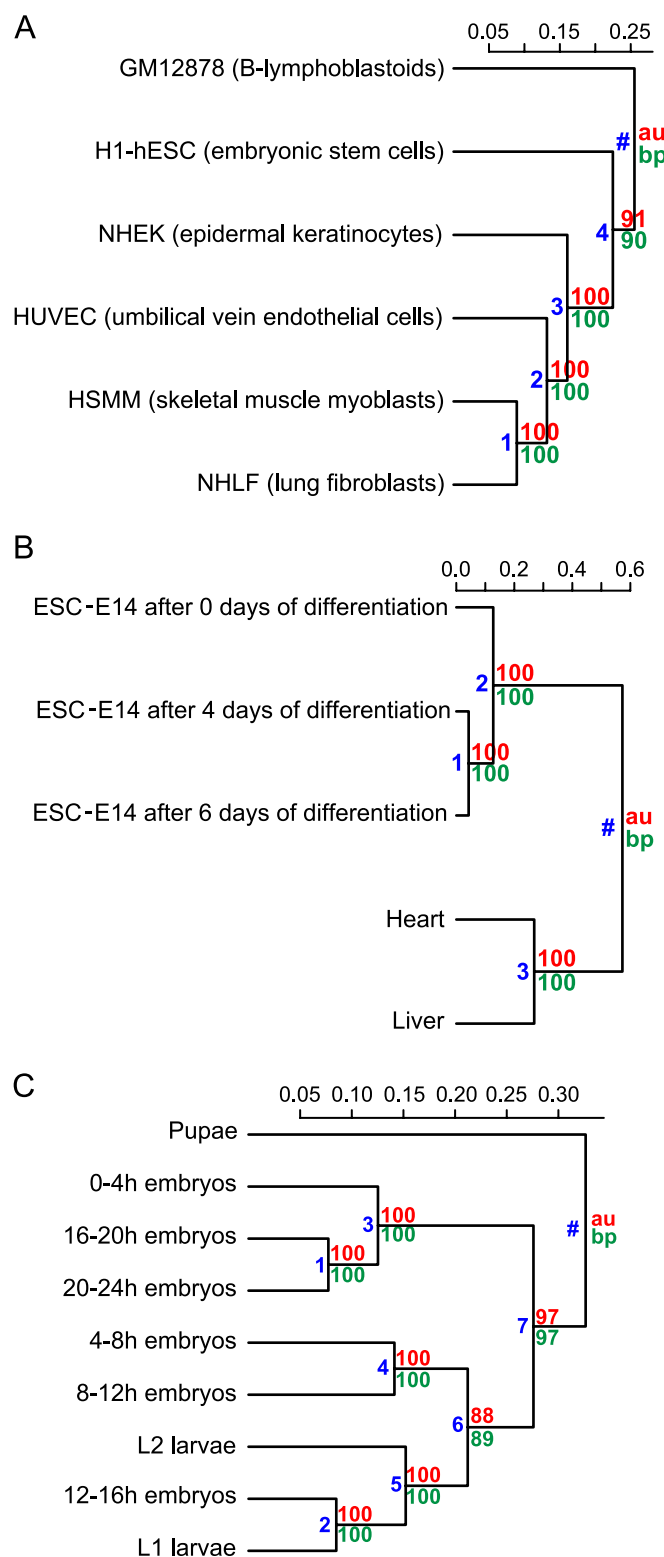 A
0.05 0.15 0.25
GM12878 (B-lymphoblastoids)
# au
bp
H1-hESC (embryonic stem cells)
4 91
90
NHEK (epidermal keratinocytes)
3 100
100
HUVEC (umbilical vein endothelial cells)
2 100
100
HSMM (skeletal muscle myoblasts)
1 100
100
NHLF (lung fibroblasts)
B
0.0 0.2 0.4 0.6
ESC-E14 after 0 days of differentiation
2 100
100
ESC-E14 after 4 days of differentiation
1 100
100
ESC-E14 after 6 days of differentiation
# au
bp
Heart
3 100
100
Liver
C
0.05 0.10 0.15 0.20 0.25 0.30
Pupae
0-4h embryos
3 100
100
# au
bp
16-20h embryos
1 100
100
20-24h embryos
7 97
97
4-8h embryos
4 100
100
8-12h embryos
6 88
89
L2 larvae
5 100
100
12-16h embryos
2 100
100
L1 larvae